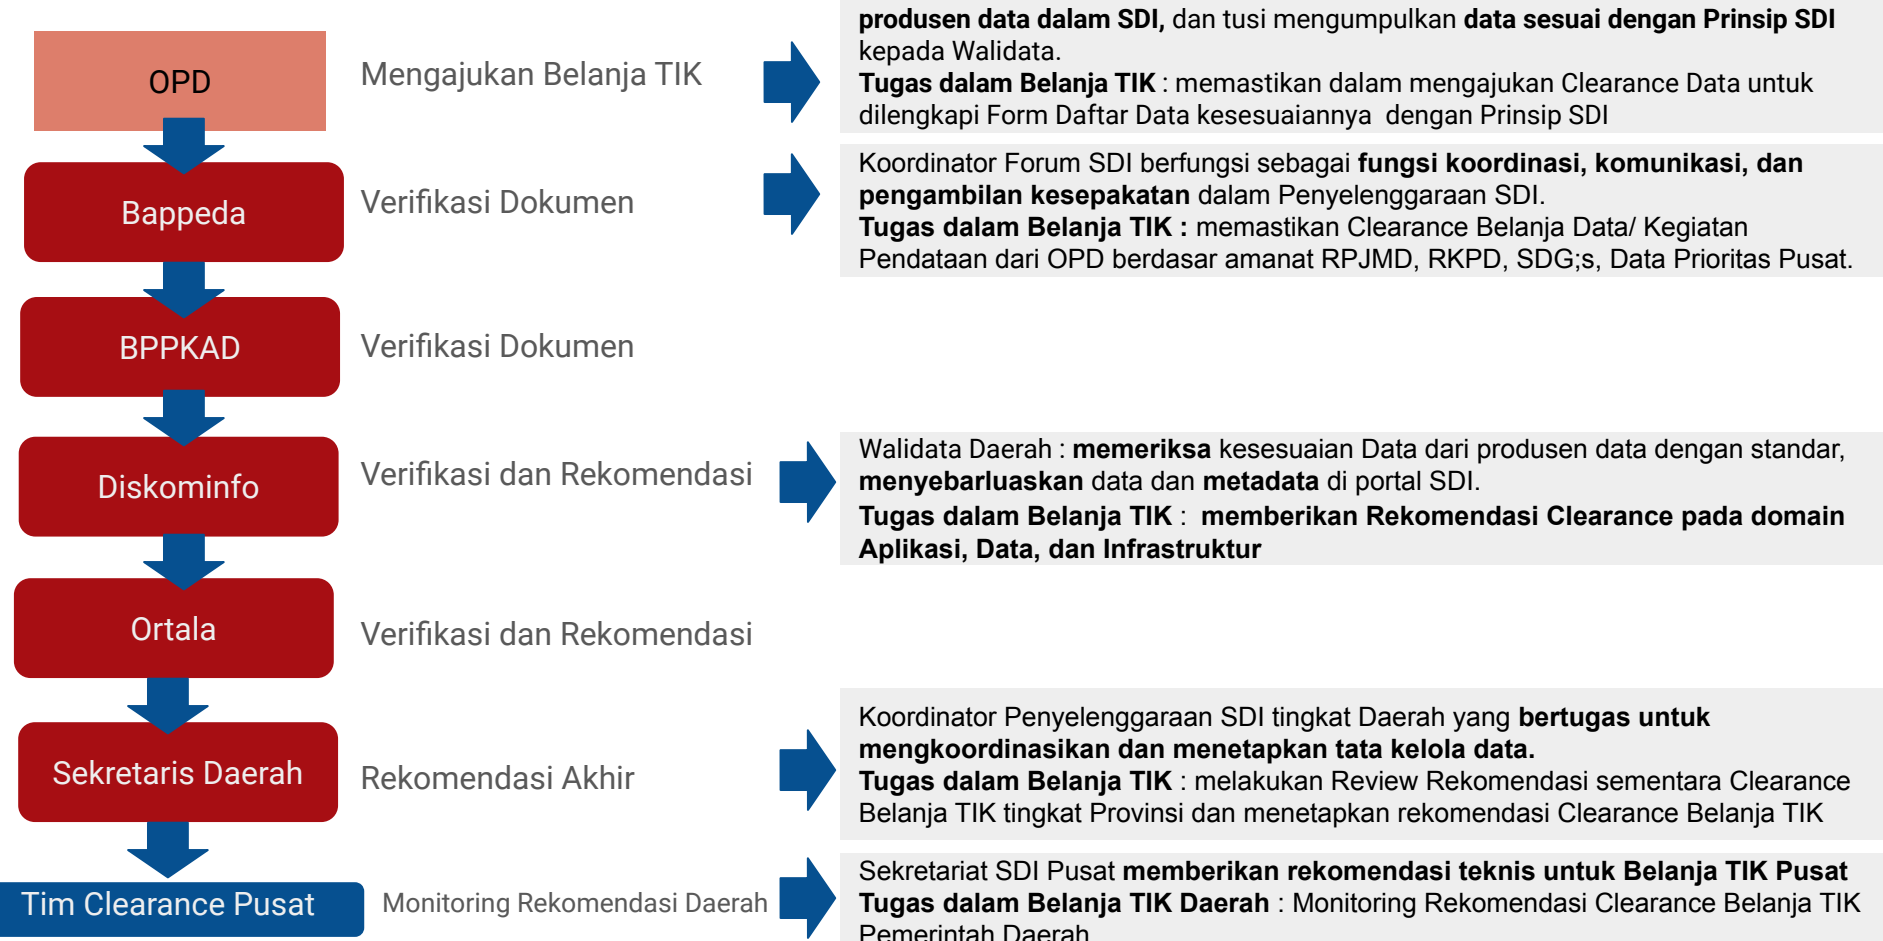 OPD
Mengajukan Belanja TIK
produsen data dalam SDI, dan tusi mengumpulkan data sesuai dengan Prinsip SDI
kepada Walidata.
Tugas dalam Belanja TIK : memastikan dalam mengajukan Clearance Data untuk
dilengkapi Form Daftar Data kesesuaiannya dengan Prinsip SDI
Bappeda
Verifikasi Dokumen
Koordinator Forum SDI berfungsi sebagai fungsi koordinasi, komunikasi, dan
pengambilan kesepakatan dalam Penyelenggaraan SDI.
Tugas dalam Belanja TIK : memastikan Clearance Belanja Data/ Kegiatan
Pendataan dari OPD berdasar amanat RPJMD, RKPD, SDG;s, Data Prioritas Pusat.
BPPKAD
Verifikasi Dokumen
Diskominfo
Verifikasi dan Rekomendasi
Walidata Daerah : memeriksa kesesuaian Data dari produsen data dengan standar,
menyebarluaskan data dan metadata di portal SDI.
Tugas dalam Belanja TIK : memberikan Rekomendasi Clearance pada domain
Aplikasi, Data, dan Infrastruktur
Ortala
Verifikasi dan Rekomendasi
Sekretaris Daerah
Rekomendasi Akhir
Koordinator Penyelenggaraan SDI tingkat Daerah yang bertugas untuk
mengkoordinasikan dan menetapkan tata kelola data.
Tugas dalam Belanja TIK : melakukan Review Rekomendasi sementara Clearance
Belanja TIK tingkat Provinsi dan menetapkan rekomendasi Clearance Belanja TIK
Tim Clearance Pusat
Monitoring Rekomendasi Daerah
Sekretariat SDI Pusat memberikan rekomendasi teknis untuk Belanja TIK Pusat
Tugas dalam Belanja TIK Daerah : Monitoring Rekomendasi Clearance Belanja TIK
Pemerintah Daerah